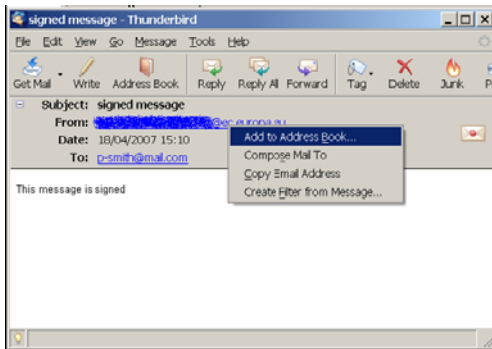 signed message - Thunderbird
File Edit View Go Message Tools Help
Get Mail Write Address Book Reply Reply All Forward Tag Delete Junk P
Subject: signed message
From: @ec.europa.eu
Date: 18/04/2007 15:10
To: p-smith@mail.com
Add to Address Book...
Compose Mail To
Copy Email Address
Create Filter from Message...
This message is signed